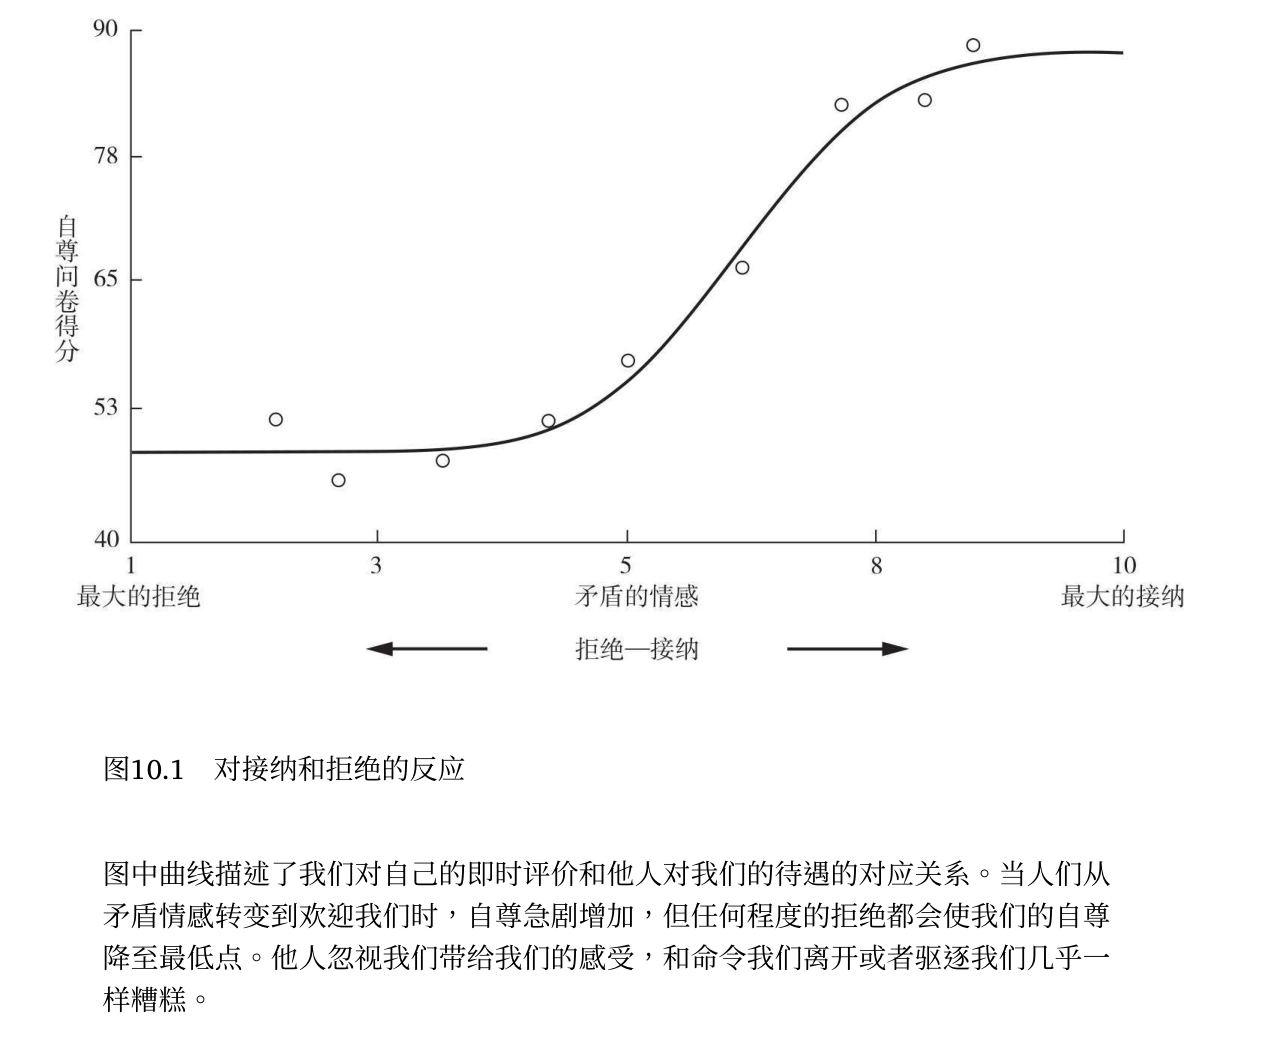 90
78
自尊问卷得分
65
53
40
1 3 5 8 10
最大的拒绝 矛盾的情感 最大的接纳
拒绝—接纳
图10.1 对接纳和拒绝的反应
图中曲线描述了我们对自己的即时评价和他人对我们的待遇的对应关系。当人们从
矛盾情感转变到欢迎我们时，自尊急剧增加，但任何程度的拒绝都会使我们的自尊
降至最低点。他人忽视我们带给我们的感受，和命令我们离开或者驱逐我们几乎一
样糟糕。